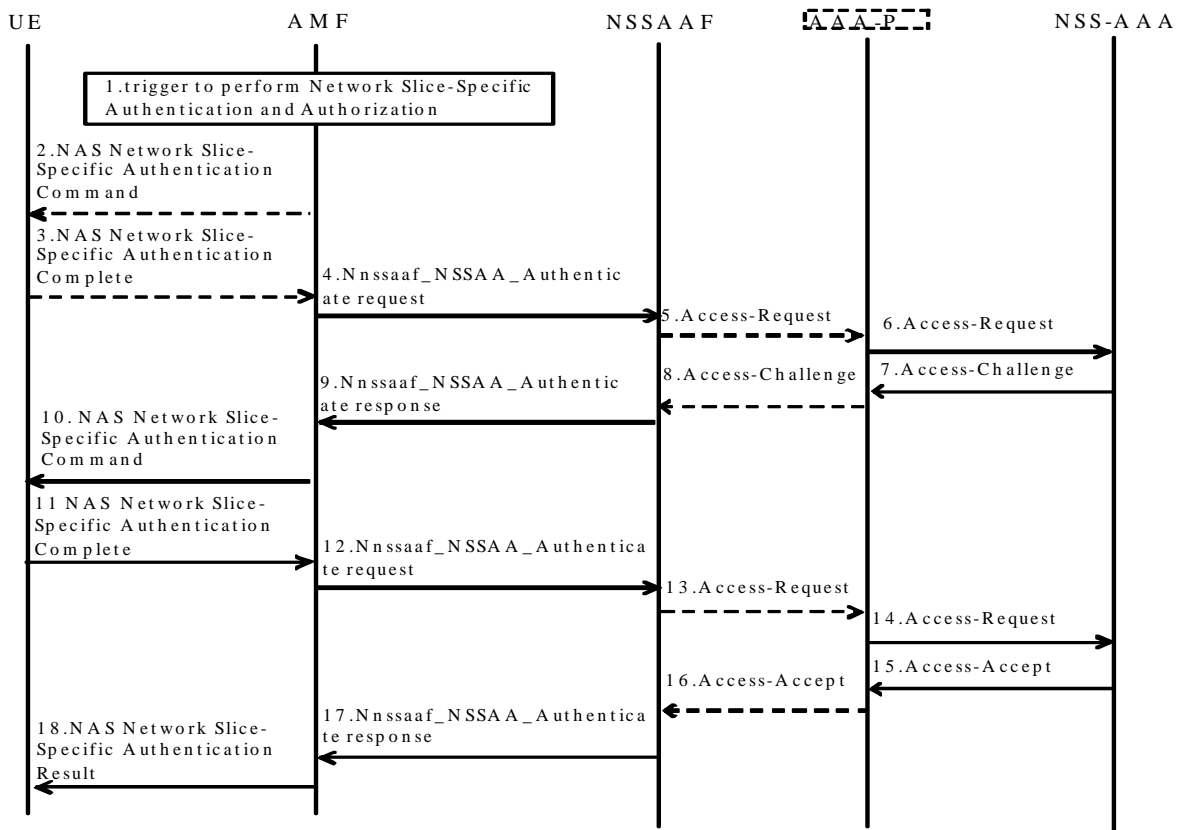 UE AMF NSSAAF AAA-P NSS-AAA
1.trigger to perform Network Slice-Specific
Authentication and Authorization
2.NAS Network Slice-
Specific Authentication
Command
3.NAS Network Slice-
Specific Authentication
Complete
4.Nnssaaf_NSSAA_Authentic
ate request
5.Access-Request
6.Access-Request
7.Access-Challenge
8.Access-Challenge
9.Nnssaaf_NSSAA_Authentic
ate response
10. NAS Network Slice-
Specific Authentication
Command
11 NAS Network Slice-
Specific Authentication
Complete
12.Nnssaaf_NSSAA_Authentica
te request
13.Access-Request
14.Access-Request
15.Access-Accept
16.Access-Accept
17.Nnssaaf_NSSAA_Authentica
te response
18.NAS Network Slice-
Specific Authentication
Result